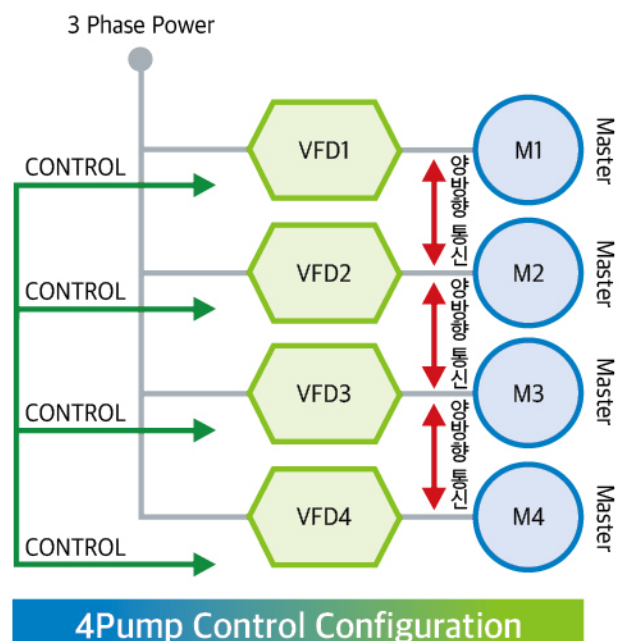 3 Phase Power
VFD1
M1
Master
CONTROL
양방향 통신
VFD2
M2
Master
CONTROL
양방향 통신
VFD3
M3
Master
CONTROL
양방향 통신
VFD4
M4
Master
CONTROL
4Pump Control Configuration